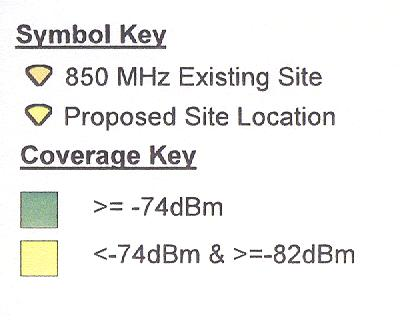 Symbol Key
850 MHz Existing Site
Proposed Site Location
Coverage Key
>= -74dBm
<-74dBm & >=-82dBm